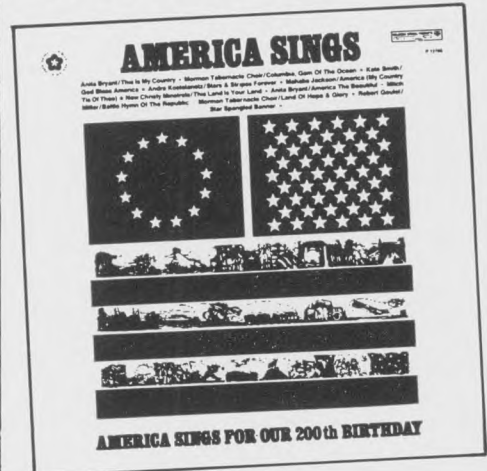 AMERICA SINGS
P 12796
Anita Bryant/This Is My Country • Mormon Tabernacle Choir/Columbia, Gem Of The Ocean • Kate Smith/
God Bless America • Andre Kostelanetz/Stars & Stripes Forever • Mahalia Jackson/America (My Country
'Tis Of Thee) • New Christy Minstrels/This Land Is Your Land • Anita Bryant/America The Beautiful • Mitch
Miller/Battle Hymn Of The Republic Mormon Tabernacle Choir/Land Of Hope & Glory • Robert Goulet/
Star Spangled Banner •
AMERICA SINGS FOR OUR 200th BIRTHDAY